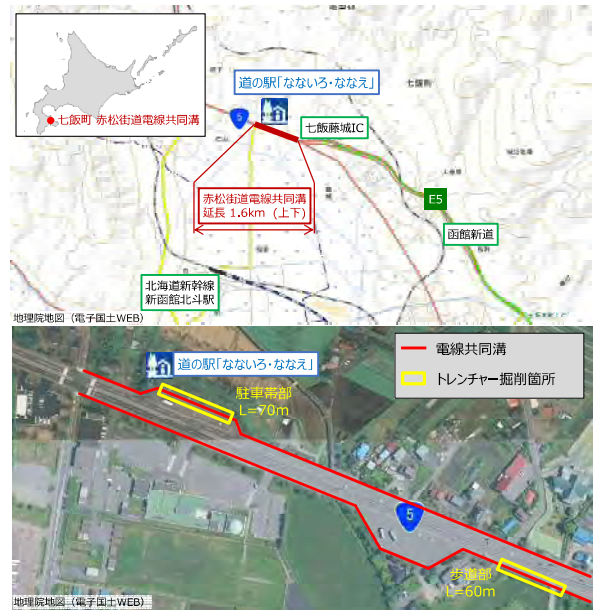 七飯町 赤松街道電線共同溝
道の駅「なないろ・ななえ」
七飯町
5
七飯藤城IC
赤松街道電線共同溝
延長 1.6km（上下）
E5
函館新道
北海道新幹線
新函館北斗駅
地理院地図（電子国土WEB）
電線共同溝
トレンチャー掘削箇所
道の駅「なないろ・ななえ」
駐車帯部
L=70m
5
歩道部
L=60m
地理院地図（電子国土WEB）